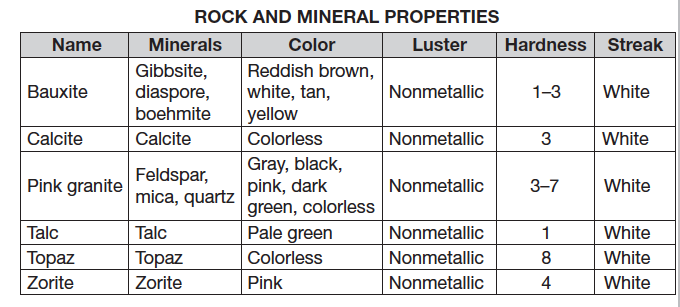 ROCK AND MINERAL PROPERTIES
Name Minerals Color Luster Hardness Streak
Bauxite Gibbsite, diaspore, boehmite Reddish brown, white, tan, yellow Nonmetallic 1–3 White
Calcite Calcite Colorless Nonmetallic 3 White
Pink granite Feldspar, mica, quartz Gray, black, pink, dark green, colorless Nonmetallic 3–7 White
Talc Talc Pale green Nonmetallic 1 White
Topaz Topaz Colorless Nonmetallic 8 White
Zorite Zorite Pink Nonmetallic 4 White